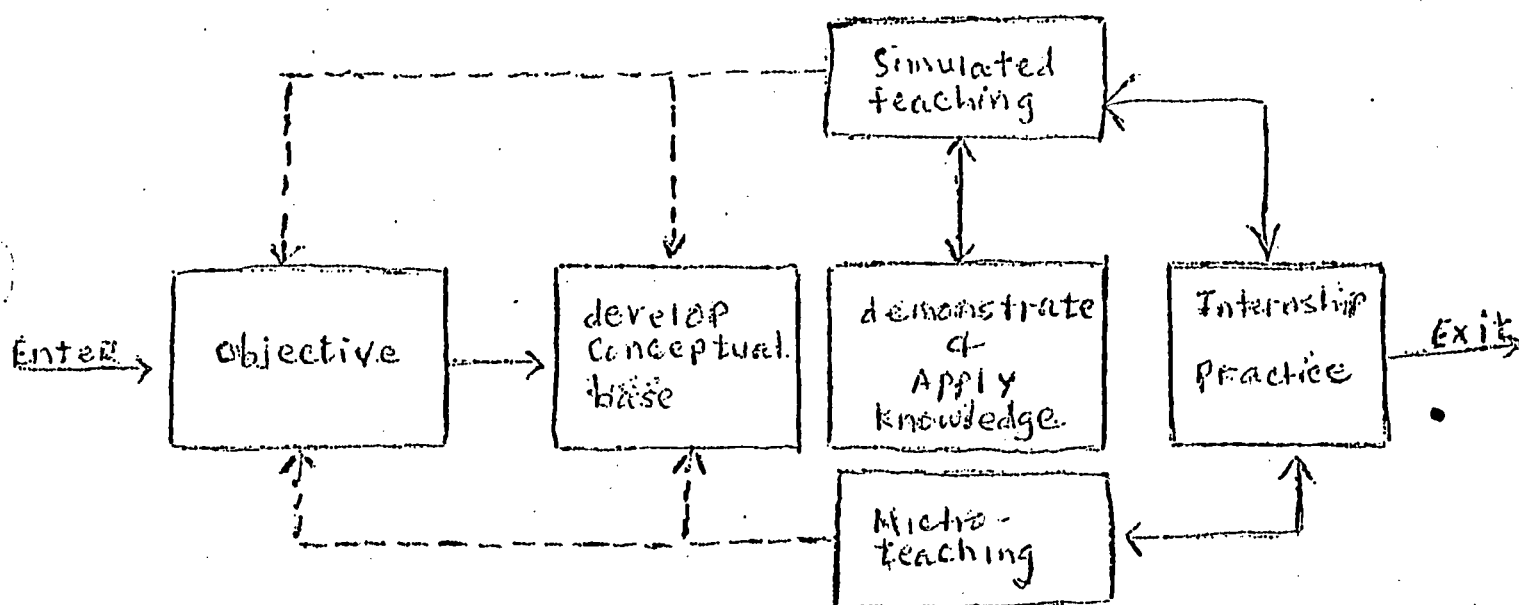 Simulated
teaching
Enter
objective
develop
conceptual
base
demonstrate
&
Apply
knowledge
Internship
Practice
Exit
Micro-
teaching